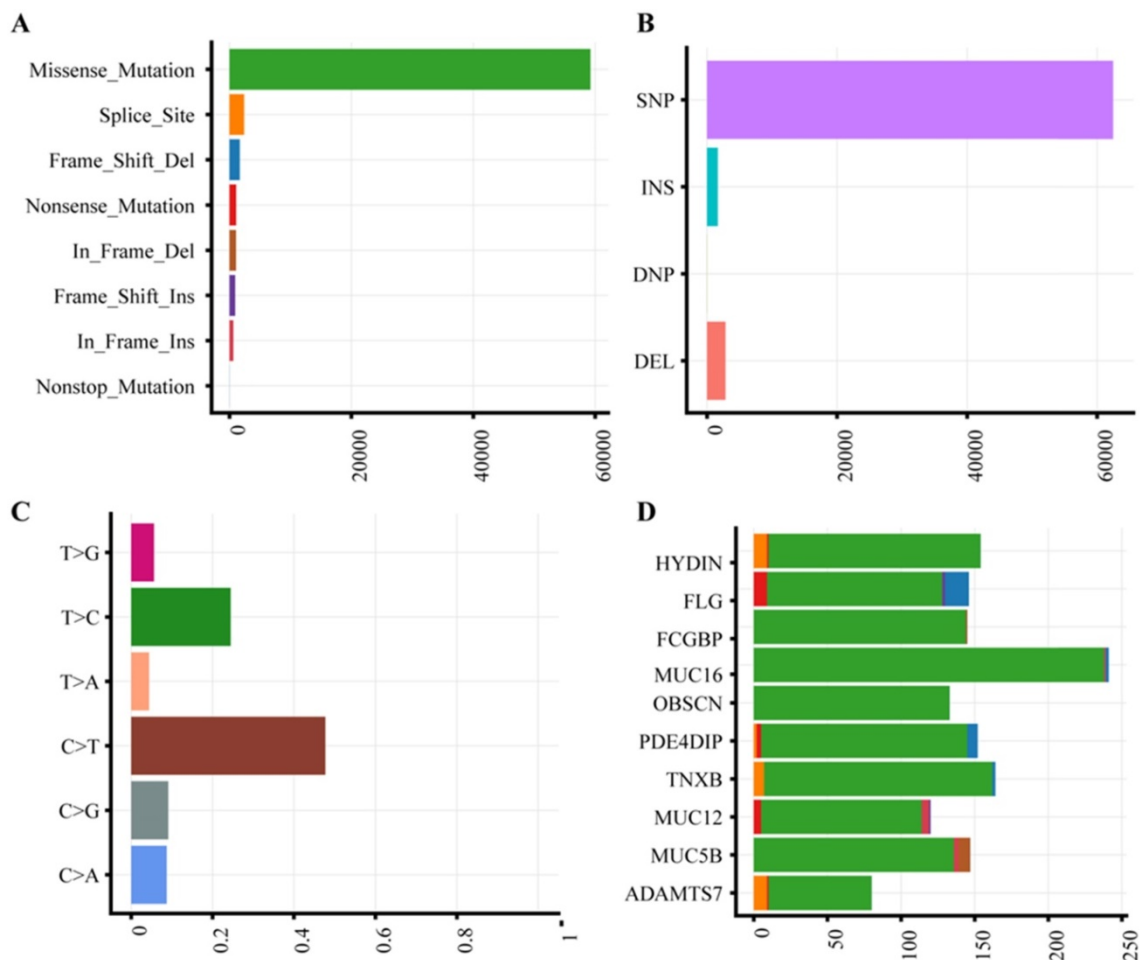 A
Missense_Mutation
Splice_Site
Frame_Shift_Del
Nonsense_Mutation
In_Frame_Del
Frame_Shift_Ins
In_Frame_Ins
Nonstop_Mutation
0
20000
40000
60000
B
SNP
INS
DNP
DEL
0
20000
40000
60000
C
T>G
T>C
T>A
C>T
C>G
C>A
0
0.2
0.4
0.6
0.8
1
D
HYDIN
FLG
FCGBP
MUC16
OBSCN
PDE4DIP
TNXB
MUC12
MUC5B
ADAMTS7
0
50
100
150
200
250